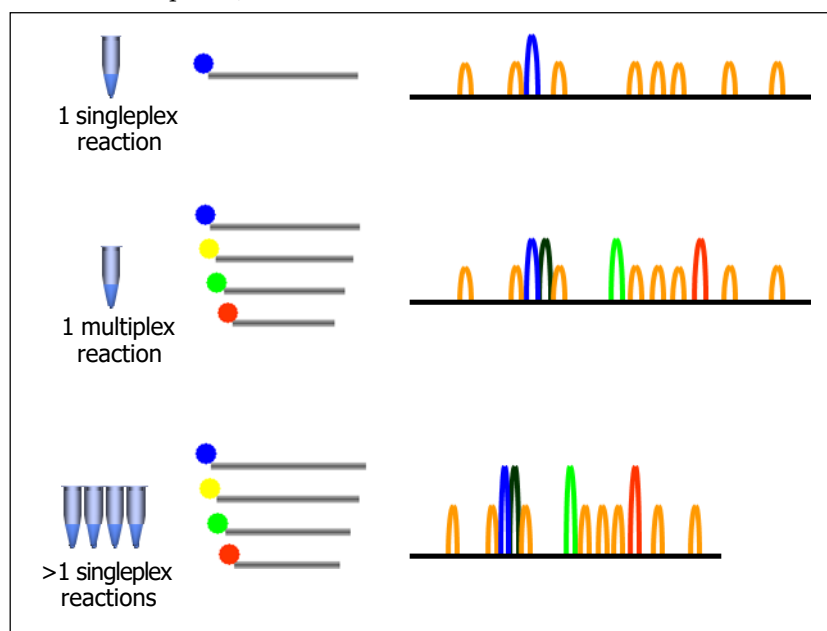 1 singleplex
reaction
1 multiplex
reaction
>1 singleplex
reactions